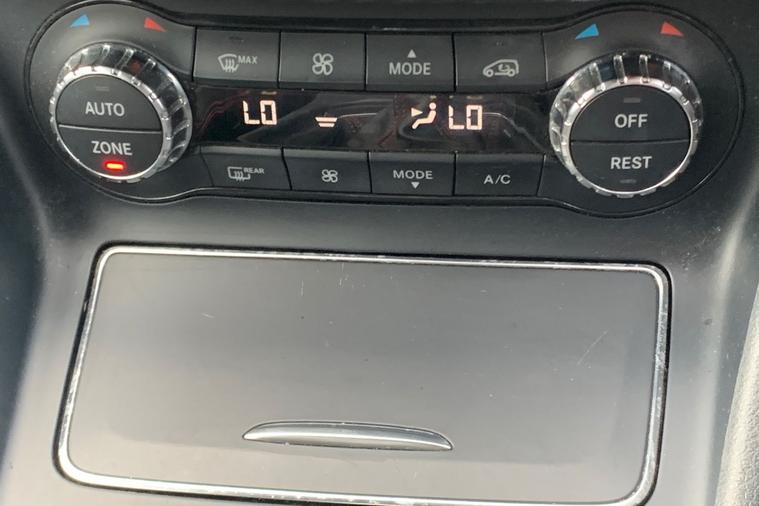 MAX
MODE
AUTO
ZONE
LO
LO
OFF
REST
REAR
MODE
A/C